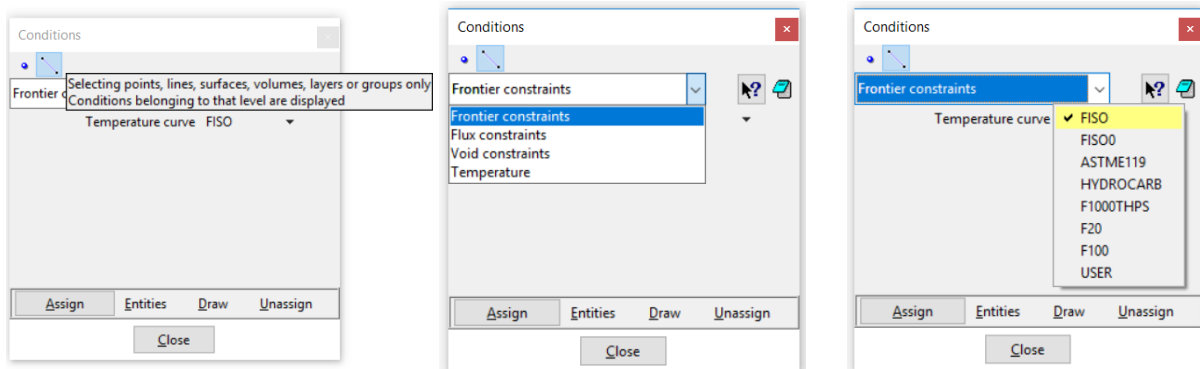 Conditions
Selecting points, lines, surfaces, volumes, layers or groups only
Frontier c
Conditions belonging to that level are displayed
Temperature curve FISO
Assign Entities Draw Unassign
Close
Conditions
Frontier constraints
Frontier constraints
Flux constraints
Void constraints
Temperature
Assign Entities Draw Unassign
Close
Conditions
Frontier constraints
Temperature curve
FISO
FISO0
ASTME119
HYDROCARB
F1000THPS
F20
F100
USER
Assign Entities Draw Unassign
Close